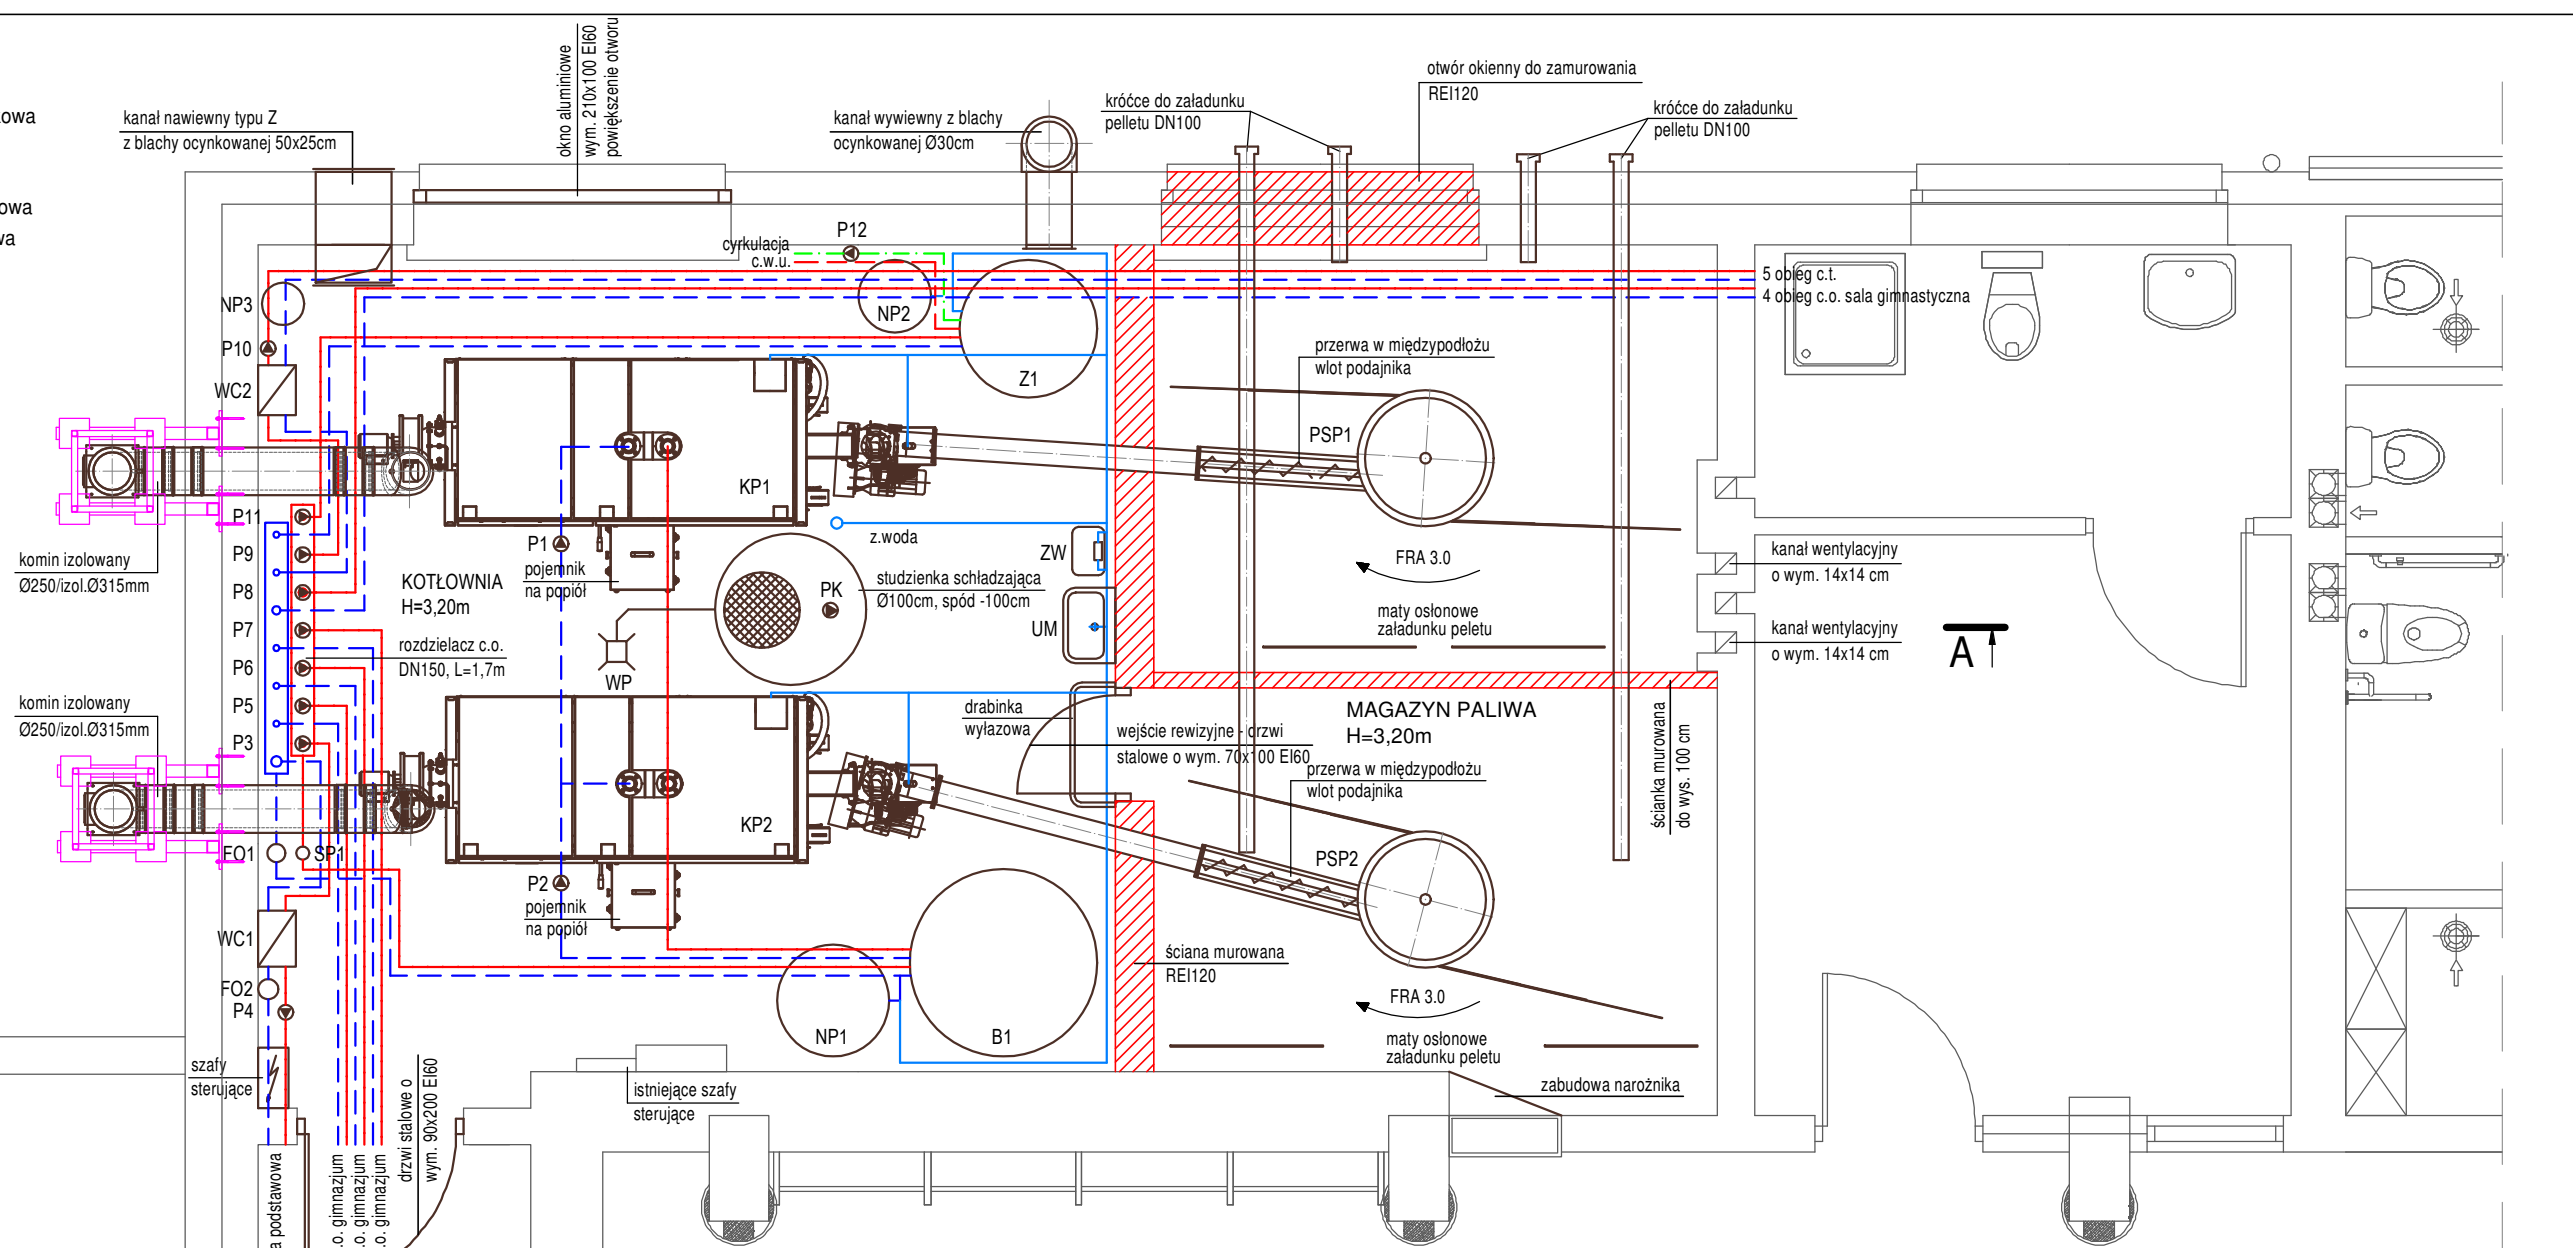 owa
owa
wa
kanał nawiewny typu Z
z blachy ocynkowanej 50x25cm
okno aluminiowe
wym. 210x100 EI60
powiększenie otworu
kanał wywiewny z blachy
ocynkowanej Ø30cm
króćce do załadunku
pelletu DN100
otwór okienny do zamurowania
REI120
króćce do załadunku
pelletu DN100
P12
cyrkulacja
c.w.u.
NP3
NP2
Z1
5 obieg c.t.
4 obieg c.o. sala gimnastyczna
P10
WC2
przerwa w międzypodłożu
wlot podajnika
PSP1
KP1
P11
P9
P8
P7
P6
P5
P3
komin izolowany
Ø250/izol.Ø315mm
KOTŁOWNIA
H=3,20m
P1
pojemnik
na popiół
z.woda
ZW
PK
studzienka schładzająca
Ø100cm, spód -100cm
UM
FRA 3.0
maty osłonowe
załadunku peletu
kanał wentylacyjny
o wym. 14x14 cm
kanał wentylacyjny
o wym. 14x14 cm
A
rozdzielacz c.o.
DN150, L=1,7m
WP
komin izolowany
Ø250/izol.Ø315mm
drabinka
wyłazowa
wejście rewizyjne - drzwi
stalowe o wym. 70x100 EI60
MAGAZYN PALIWA
H=3,20m
ścianka murowana
do wys. 100 cm
przerwa w międzypodłożu
wlot podajnika
PSP2
KP2
FO1
SP1
P2
pojemnik
na popiół
WC1
FO2
P4
NP1
B1
ściana murowana
REI120
FRA 3.0
maty osłonowe
załadunku peletu
zabudowa narożnika
szafy
sterujące
istniejące szafy
sterujące
drzwi stalowe o
wym. 90x200 EI60
a podstawowa
.o. gimnazjum
.o. gimnazjum
.o. gimnazjum